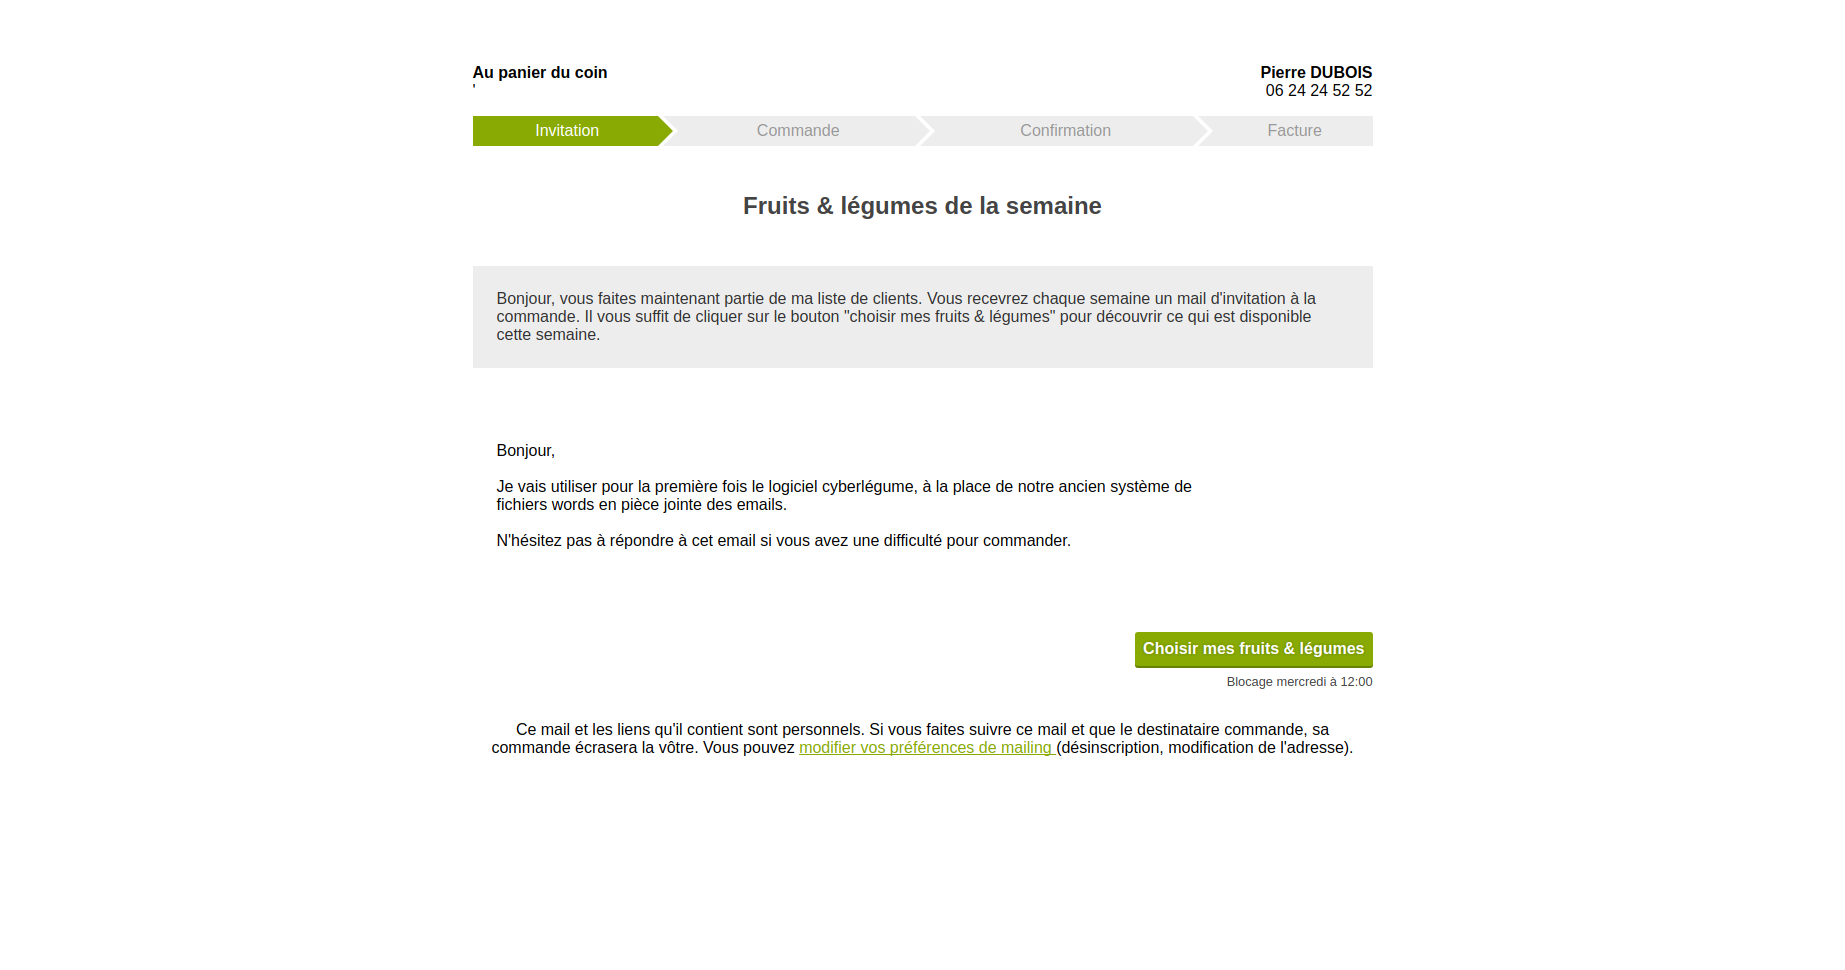 Au panier du coin
'
Pierre DUBOIS
06 24 24 52 52
Invitation
Commande
Confirmation
Facture
Fruits & légumes de la semaine
Bonjour, vous faites maintenant partie de ma liste de clients. Vous recevrez chaque semaine un mail d'invitation à la
commande. Il vous suffit de cliquer sur le bouton "choisir mes fruits & légumes" pour découvrir ce qui est disponible
cette semaine.
Bonjour,
Je vais utiliser pour la première fois le logiciel cyberlégume, à la place de notre ancien système de
fichiers words en pièce jointe des emails.
N'hésitez pas à répondre à cet email si vous avez une difficulté pour commander.
Choisir mes fruits & légumes
Blocage mercredi à 12:00
Ce mail et les liens qu'il contient sont personnels. Si vous faites suivre ce mail et que le destinataire commande, sa
commande écrasera la vôtre. Vous pouvez modifier vos préférences de mailing (désinscription, modification de l'adresse).